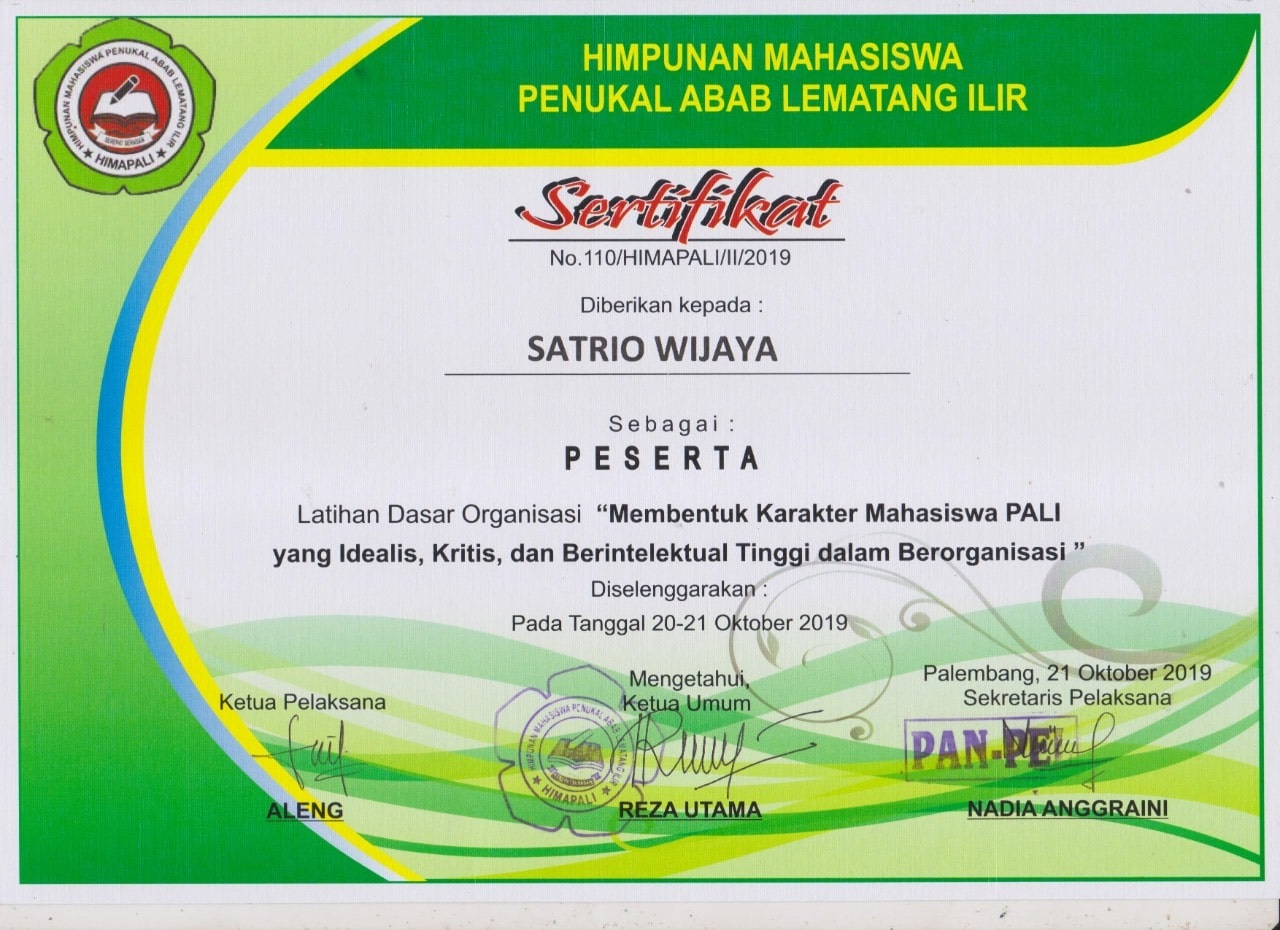 HIMPUNAN MAHASISWA PENUKAL ABAB LEMATANG ILIR
HIMAPALI
HIMPUNAN MAHASISWA
PENUKAL ABAB LEMATANG ILIR
Sertifikat
No.110/HIMAPALI/II/2019
Diberikan kepada :
SATRIO WIJAYA
Sebagai :
PESERTA
Latihan Dasar Organisasi “Membentuk Karakter Mahasiswa PALI
yang Idealis, Kritis, dan Berintelektual Tinggi dalam Berorganisasi ”
Diselenggarakan :
Pada Tanggal 20-21 Oktober 2019
Ketua Pelaksana
ALENG
Mengetahui,
Ketua Umum
HIMPUNAN MAHASISWA PENUKAL ABAB LEMATANG ILIR
HIMAPALI
REZA UTAMA
Palembang, 21 Oktober 2019
Sekretaris Pelaksana
PAN-PEL
NADIA ANGGRAINI